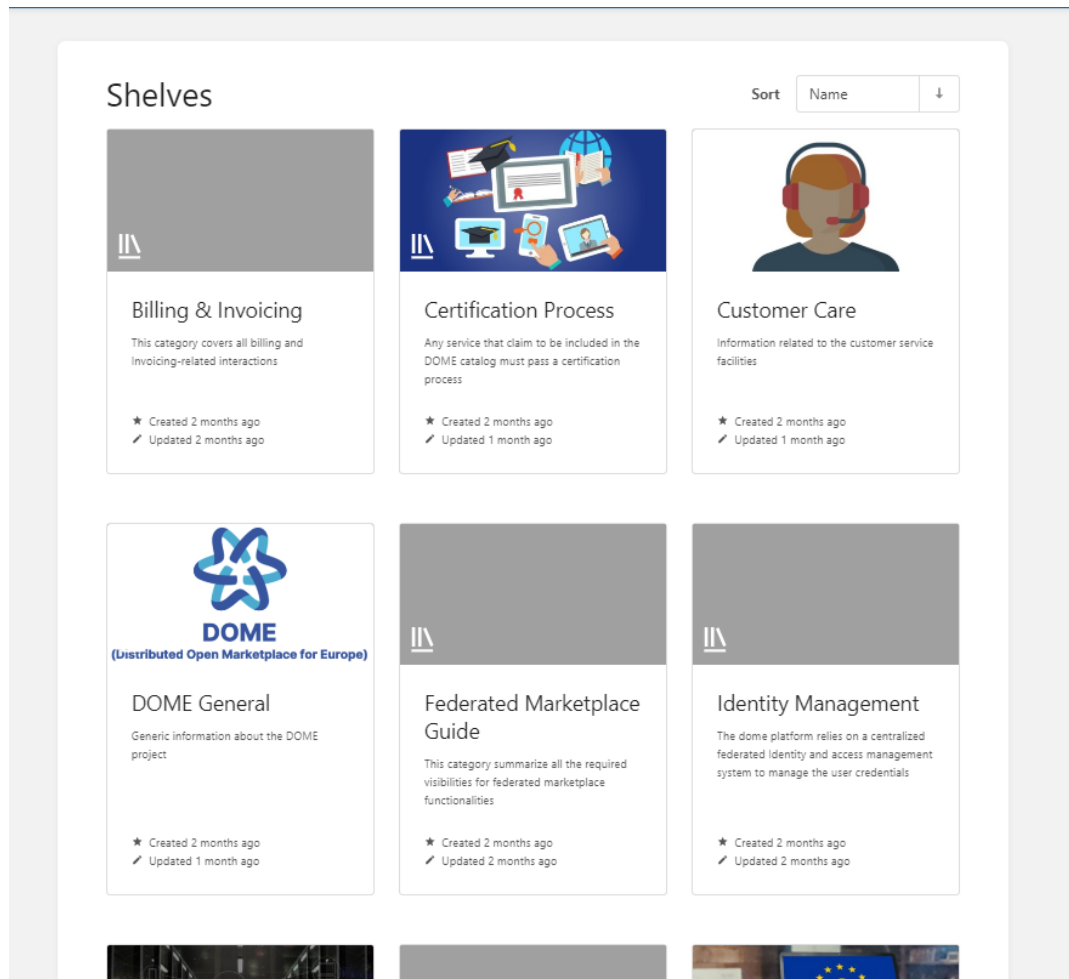 Shelves
Sort
Name
Billing & Invoicing
This category covers all billing and
Invoicing-related interactions
Created 2 months ago
Updated 2 months ago
Certification Process
Any service that claim to be included in the
DOME catalog must pass a certification
process
Created 2 months ago
Updated 1 month ago
Customer Care
Information related to the customer service
facilities
Created 2 months ago
Updated 1 month ago
DOME
(Distributed Open Marketplace for Europe)
DOME General
Generic information about the DOME
project
Created 2 months ago
Updated 1 month ago
Federated Marketplace
Guide
This category summarize all the required
visibilities for federated marketplace
functionalities
Created 2 months ago
Updated 2 months ago
Identity Management
The dome platform relies on a centralized
federated Identity and access management
system to manage the user credentials
Created 2 months ago
Updated 2 months ago